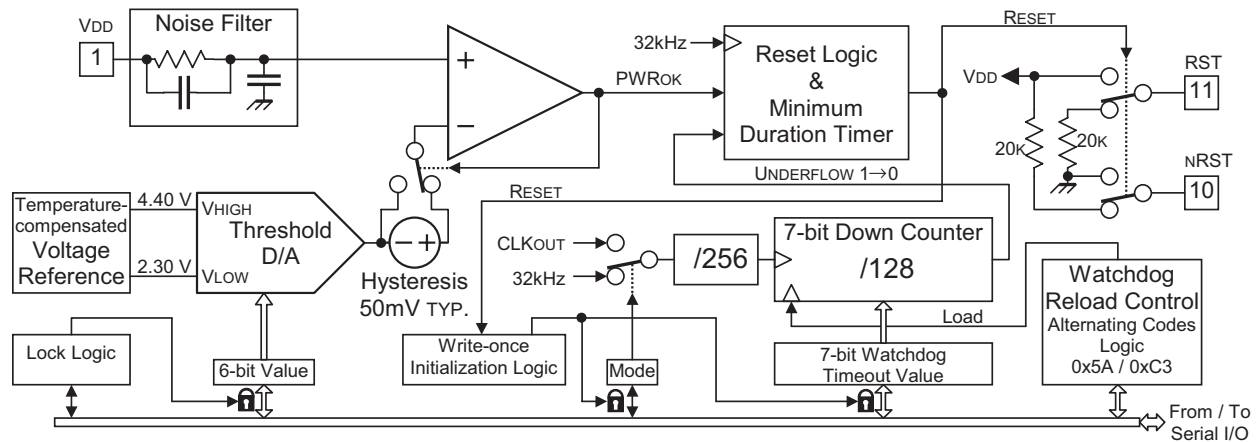 VDD
1
Noise Filter
+
−
PWROK
32kHz
Reset Logic
&
Minimum
Duration Timer
RESET
VDD
20K
20K
RST
11
NRST
10
UNDERFLOW 1→0
Temperature-
compensated
Voltage
Reference
4.40 V
2.30 V
VHIGH
VLOW
Threshold
D/A
− +
Hysteresis
50mV TYP.
RESET
CLKOUT
32kHz
/256
7-bit Down Counter
/128
Load
Watchdog
Reload Control
Alternating Codes
Logic
0x5A / 0xC3
Lock Logic
6-bit Value
Write-once
Initialization Logic
Mode
7-bit Watchdog
Timeout Value
From / To
Serial I/O